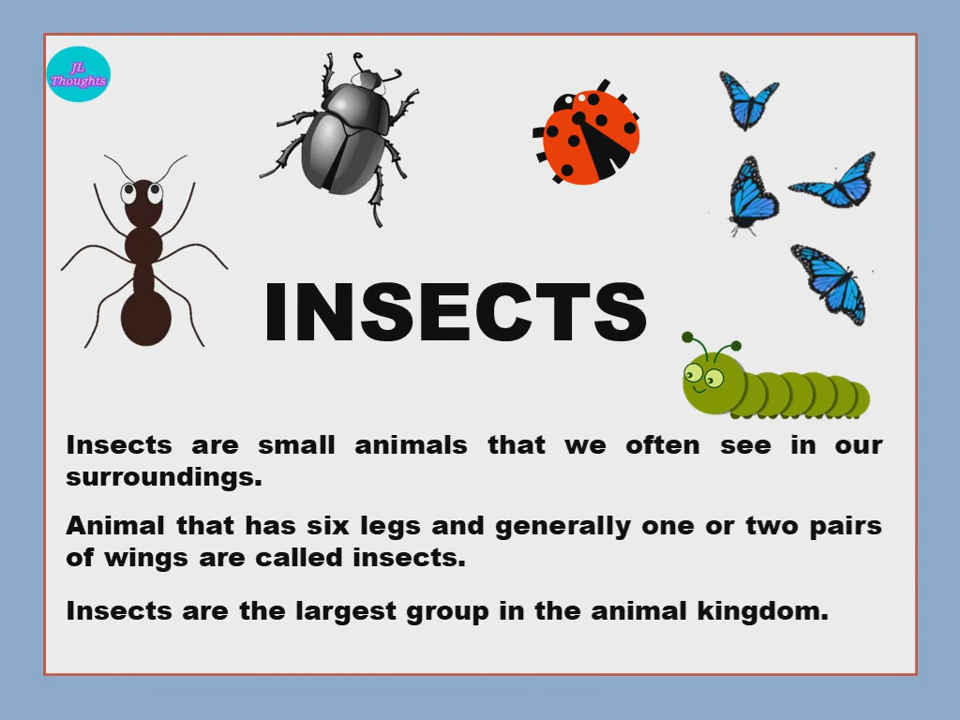 JL
Thoughts
INSECTS
Insects are small animals that we often see in our
surroundings.
Animal that has six legs and generally one or two pairs
of wings are called insects.
Insects are the largest group in the animal kingdom.